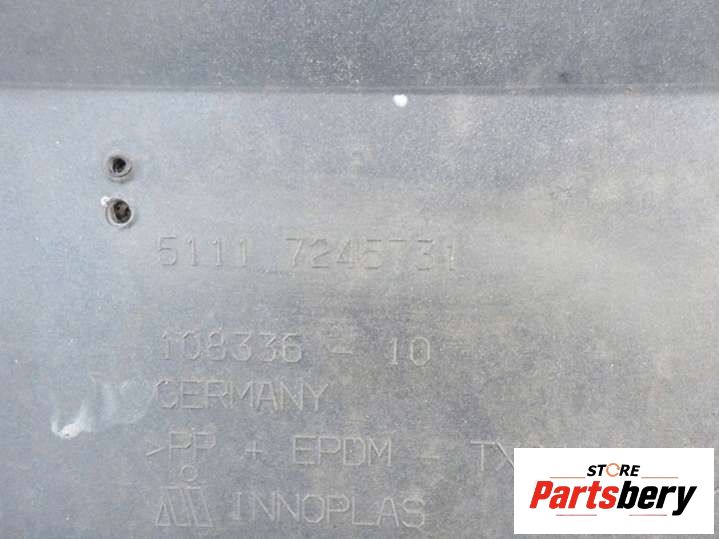 5111 7245731
108336 - 10
GERMANY
>PP + EPDM - TX
INNOPLAS
STORE
Partsbery